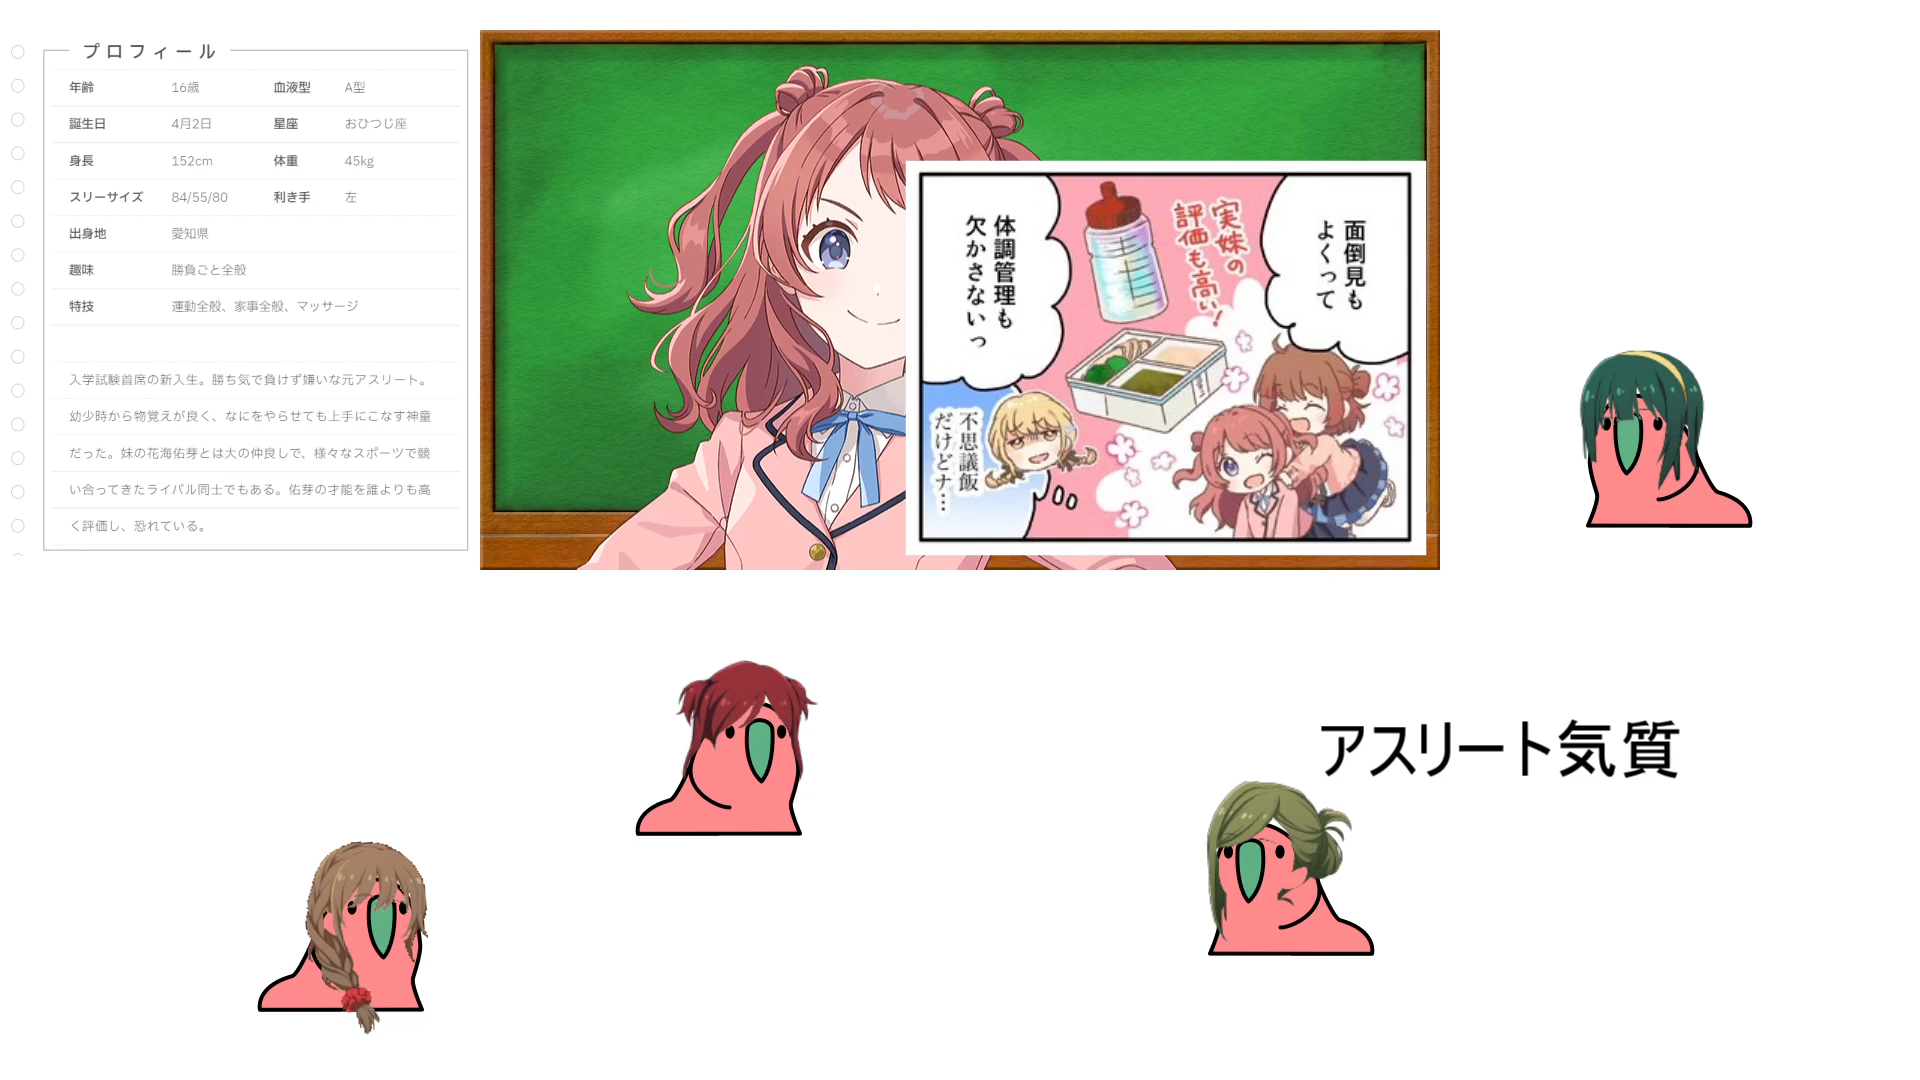 プロフィール
年齢 16歳 血液型 A型
誕生日 4月2日 星座 おひつじ座
身長 152cm 体重 45kg
スリーサイズ 84/55/80 利き手 左
出身地 愛知県
趣味 勝負ごと全般
特技 運動全般、家事全般、マッサージ
入学試験首席の新入生。勝ち気で負けず嫌いな元アスリート。
幼少時から物覚えが良く、なにをやらせても上手にこなす神童
だった。妹の花海佑芽とは大の仲良しで、様々なスポーツで競
い合ってきたライバル同士でもある。佑芽の才能を誰よりも高
く評価し、恐れている。
面倒見も
よくって
実妹の
評価も高い!
体調管理も
欠かさないっ
不思議飯
だけどナ…
アスリート気質